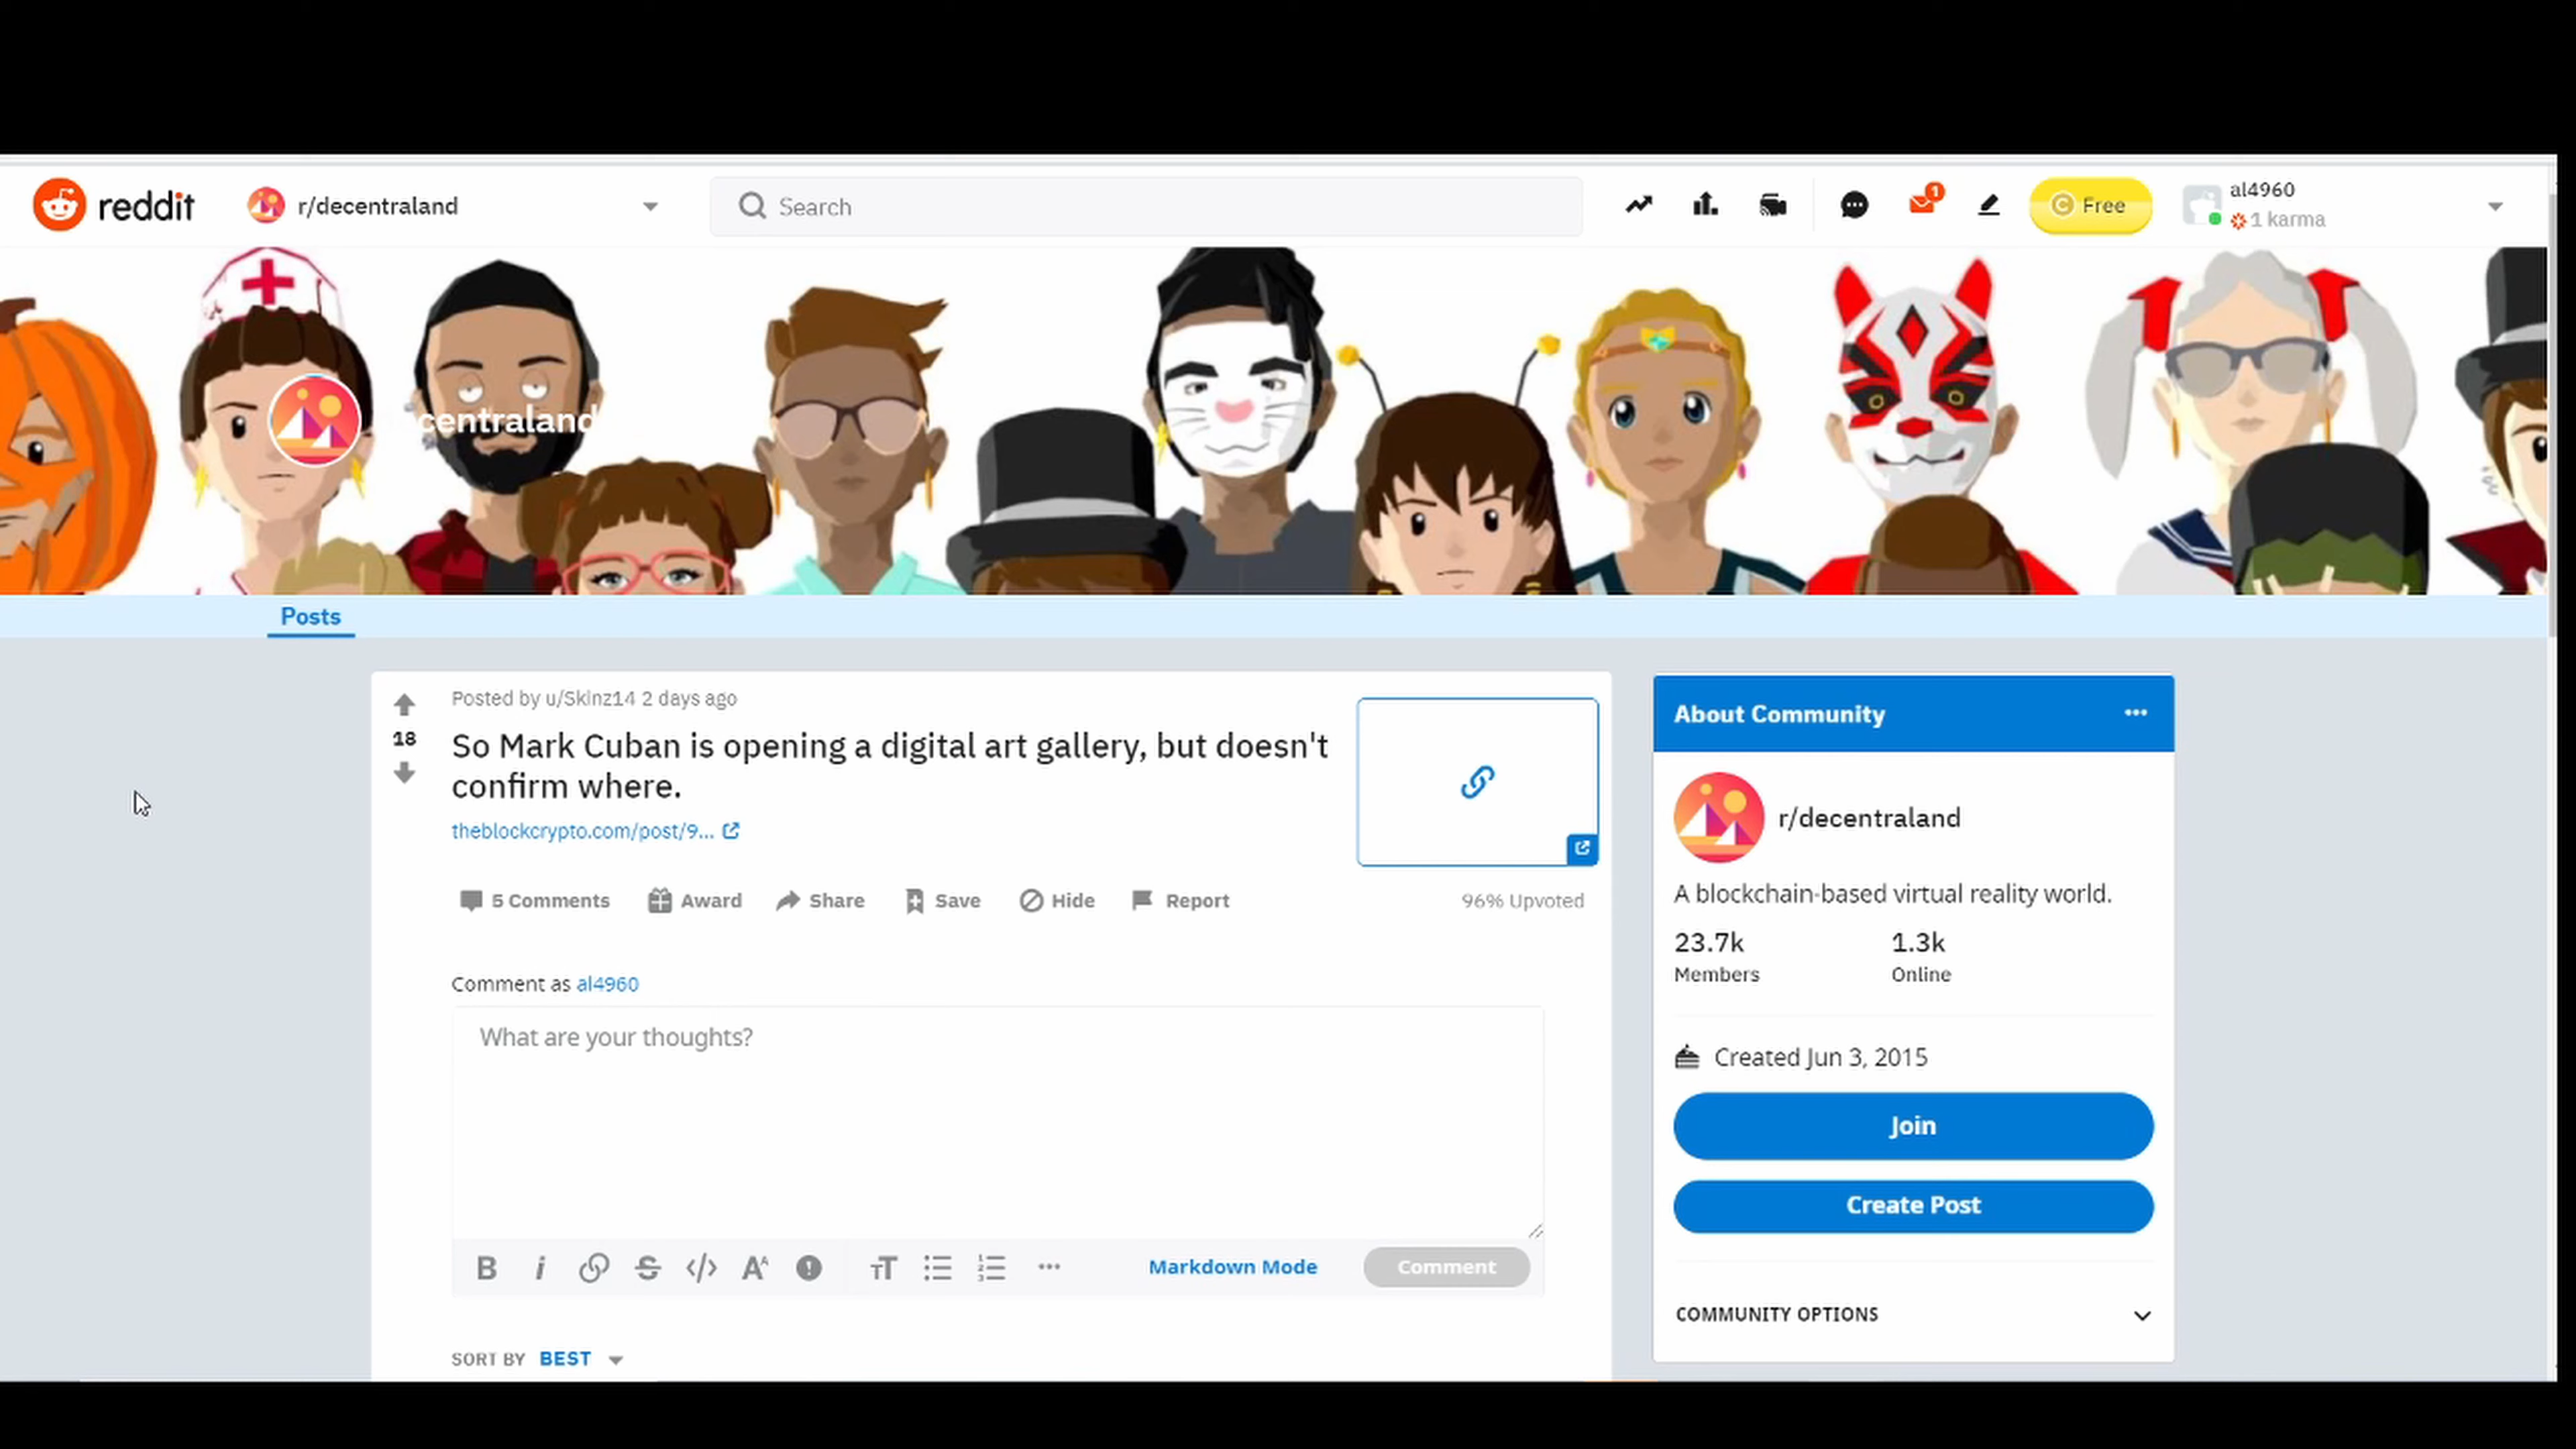 reddit
r/decentraland
Search
1
Free
al4960
1 karma
centraland
Posts
Posted by u/Skinz14 2 days ago
18
So Mark Cuban is opening a digital art gallery, but doesn't
confirm where.
theblockcrypto.com/post/9...
5 Comments
Award
Share
Save
Hide
Report
96% Upvoted
Comment as al4960
What are your thoughts?
B i S </> A A TT
Markdown Mode
Comment
SORT BY BEST
About Community
r/decentraland
A blockchain-based virtual reality world.
23.7k 1.3k
Members Online
Created Jun 3, 2015
Join
Create Post
COMMUNITY OPTIONS